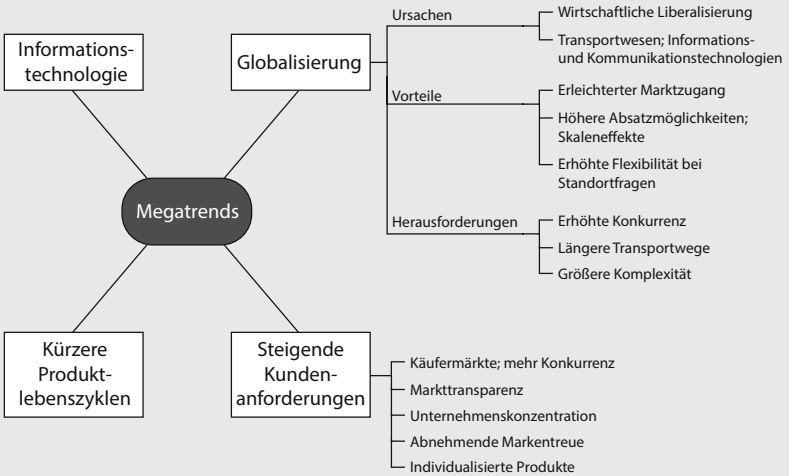 Informations-
technologie
Globalisierung
Ursachen
Wirtschaftliche Liberalisierung
Transportwesen; Informations-
und Kommunikationstechnologien
Vorteile
Erleichterter Marktzugang
Höhere Absatzmöglichkeiten;
Skaleneffekte
Erhöhte Flexibilität bei
Standortfragen
Herausforderungen
Erhöhte Konkurrenz
Längere Transportwege
Größere Komplexität
Megatrends
Kürzere
Produkt-
lebenszyklen
Steigende
Kunden-
anforderungen
Käufermärkte; mehr Konkurrenz
Markttransparenz
Unternehmenskonzentration
Abnehmende Markentreue
Individualisierte Produkte